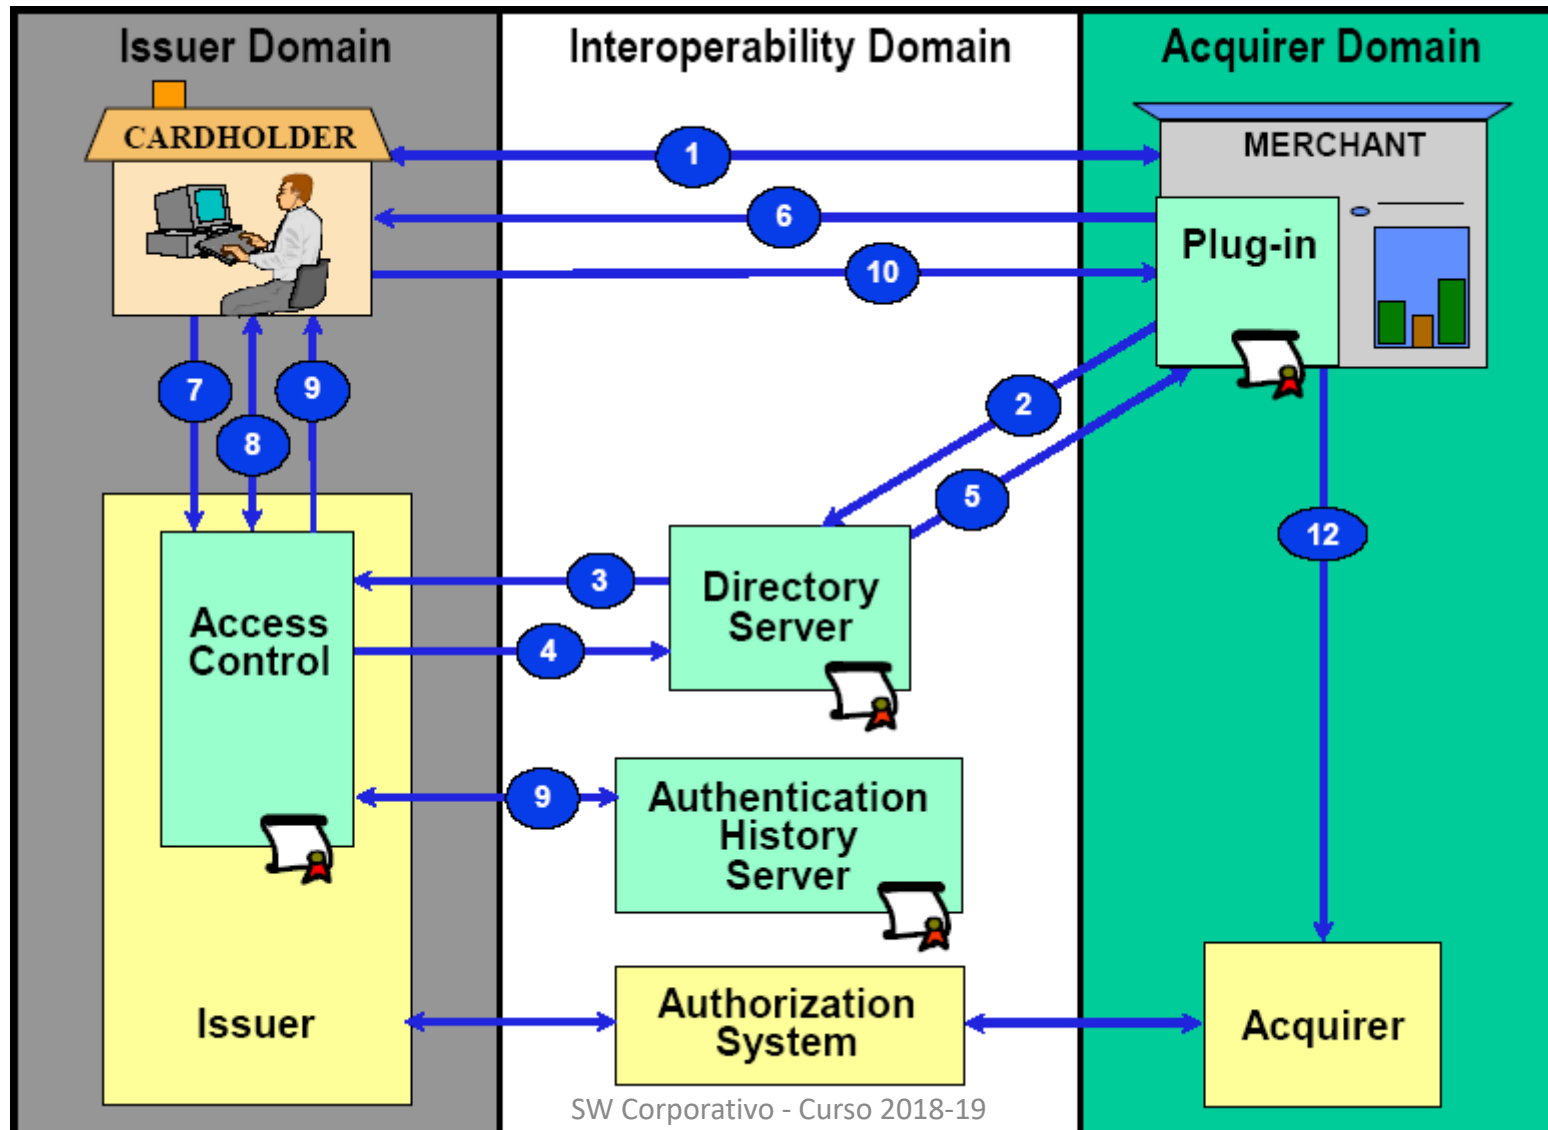 Issuer Domain
Interoperability Domain
Acquirer Domain
CARDHOLDER
MERCHANT
1
6
Plug-in
10
7
9
8
2
5
12
3
Directory
Server
Access
Control
4
9
Authentication
History
Server
Issuer
Authorization
System
Acquirer
SW Corporativo - Curso 2018-19